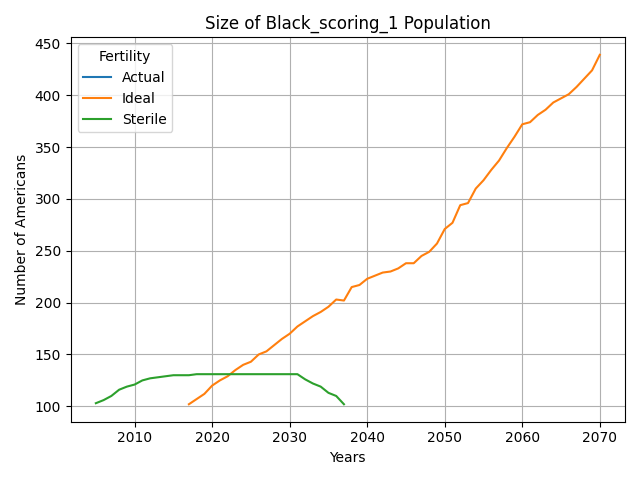 Size of Black_scoring_1 Population
Fertility
Actual
Ideal
Sterile
Number of Americans
450
400
350
300
250
200
150
100
2010 2020 2030 2040 2050 2060 2070
Years